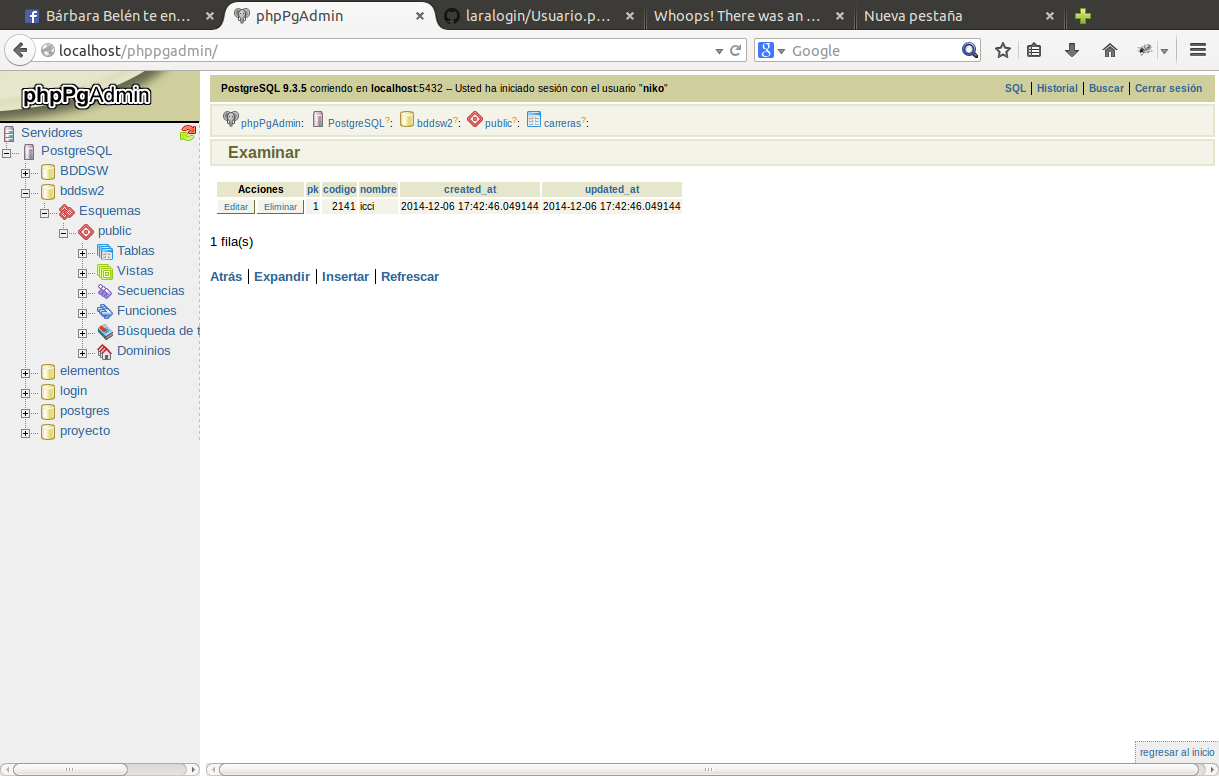 Bárbara Belén te en...
phpPgAdmin
laralogin/Usuario.p...
Whoops! There was an ...
Nueva pestaña
localhost/phppgadmin/
Google
phpPgAdmin
PostgreSQL 9.3.5 corriendo en localhost:5432 -- Usted ha iniciado sesión con el usuario "niko"
SQL | Historial | Buscar | Cerrar sesión
phpPgAdmin: PostgreSQL?: bddsw2?: public?: carreras?:
Examinar
Servidores
PostgreSQL
BDDSW
bddsw2
Esquemas
public
Tablas
Vistas
Secuencias
Funciones
Búsqueda de t
Dominios
elementos
login
postgres
proyecto
Acciones pk codigo nombre created_at updated_at
Editar Eliminar 1 2141 icci 2014-12-06 17:42:46.049144 2014-12-06 17:42:46.049144
1 fila(s)
Atrás | Expandir | Insertar | Refrescar
regresar al inicio